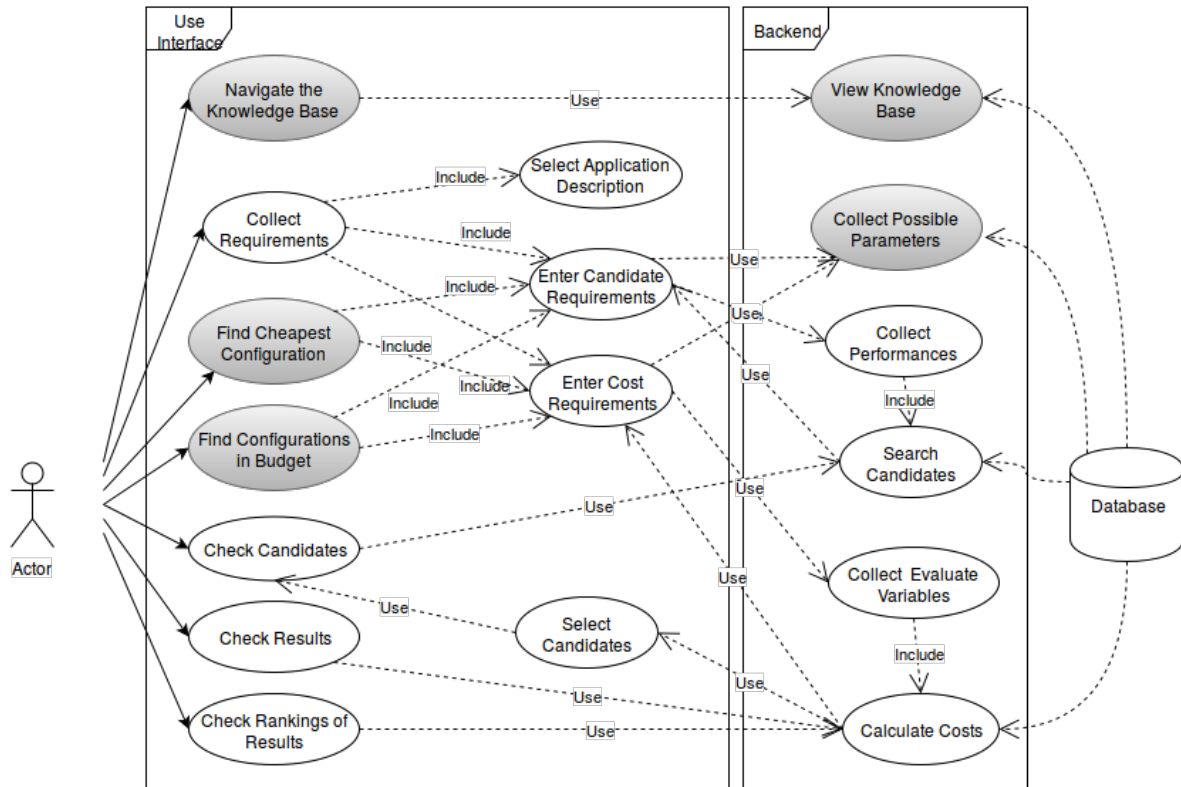 Use
Interface
Backend
Navigate the
Knowledge Base
Use
View Knowledge
Base
Select Application
Description
Include
Collect
Requirements
Include
Collect Possible
Parameters
Enter Candidate
Requirements
Use
Include
Use
Find Cheapest
Configuration
Include
Collect
Performances
Enter Cost
Requirements
Use
Include
Include
Include
Find Configurations
in Budget
Include
Search
Candidates
Use
Use
Database
Actor
Check Candidates
Use
Collect  Evaluate
Variables
Use
Select
Candidates
Check Results
Include
Use
Use
Check Rankings of
Results
Use
Calculate Costs